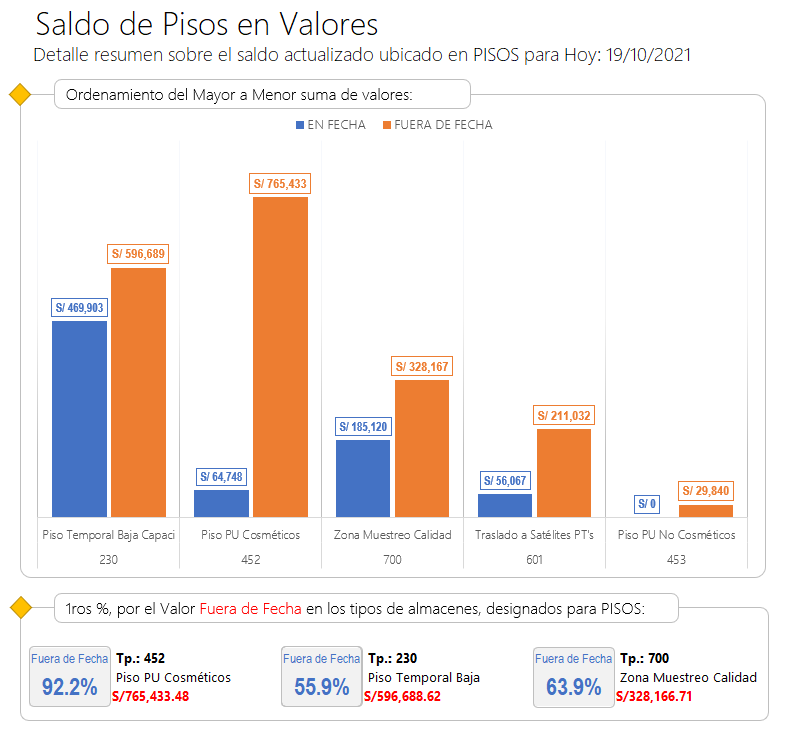 Saldo de Pisos en Valores
Detalle resumen sobre el saldo actualizado ubicado en PISOS para Hoy: 19/10/2021
Ordenamiento del Mayor a Menor suma de valores:
EN FECHA FUERA DE FECHA
S/ 765,433
S/ 596,689
S/ 469,903
S/ 328,167
S/ 211,032
S/ 185,120
S/ 64,748
S/ 56,067
S/ 29,840
S/ 0
Piso Temporal Baja Capaci Piso PU Cosméticos Zona Muestreo Calidad Traslado a Satélites PT's Piso PU No Cosméticos
230 452 700 601 453
1ros %, por el Valor Fuera de Fecha en los tipos de almacenes, designados para PISOS:
Fuera de Fecha
92.2%
Tp.: 452
Piso PU Cosméticos
S/765,433.48
Fuera de Fecha
55.9%
Tp.: 230
Piso Temporal Baja
S/596,688.62
Fuera de Fecha
63.9%
Tp.: 700
Zona Muestreo Calidad
S/328,166.71